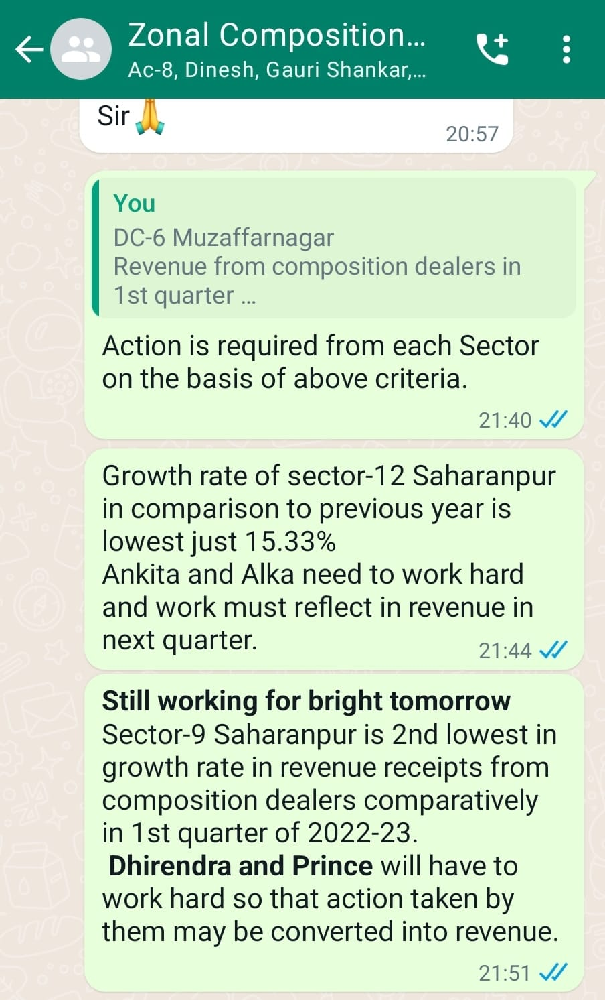 Zonal Composition...
Ac-8, Dinesh, Gauri Shankar,...
Sir🙏
20:57
You
DC-6 Muzaffarnagar
Revenue from composition dealers in
1st quarter ...
Action is required from each Sector
on the basis of above criteria.
21:40
Growth rate of sector-12 Saharanpur
in comparison to previous year is
lowest just 15.33%
Ankita and Alka need to work hard
and work must reflect in revenue in
next quarter.
21:44
Still working for bright tomorrow
Sector-9 Saharanpur is 2nd lowest in
growth rate in revenue receipts from
composition dealers comparatively
in 1st quarter of 2022-23.
Dhirendra and Prince will have to
work hard so that action taken by
them may be converted into revenue.
21:51